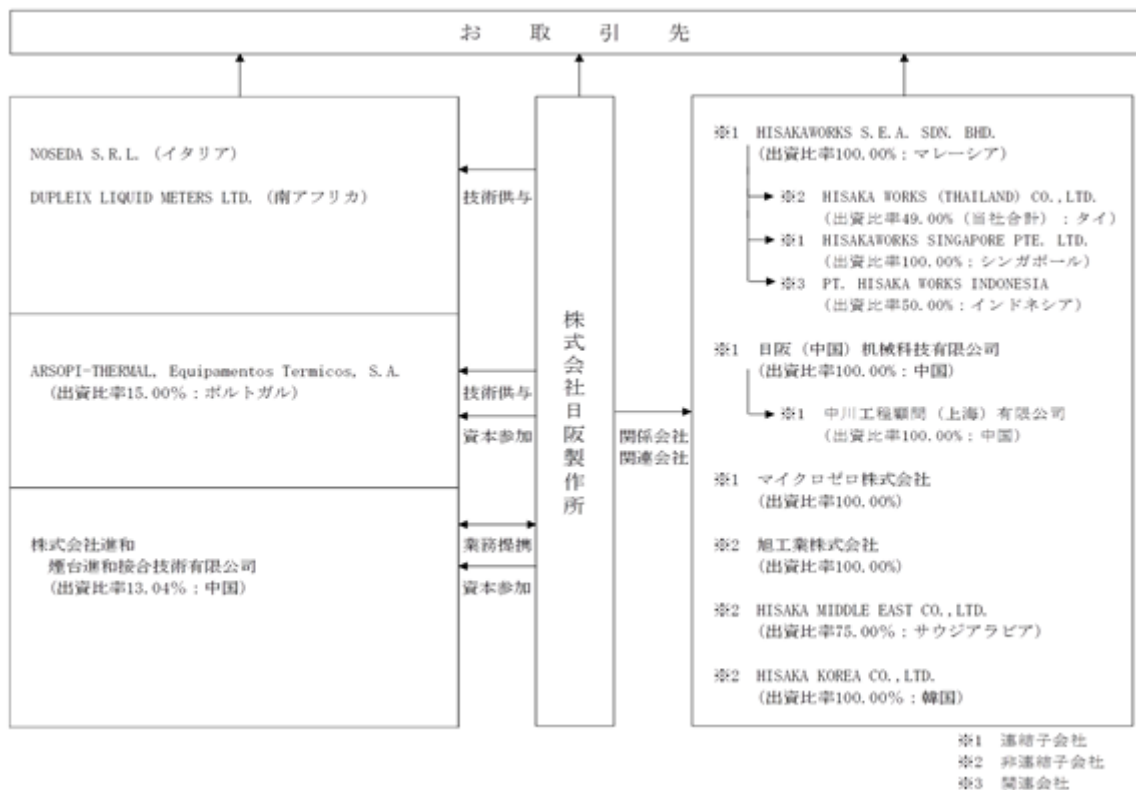 お取引先
NOSEDA S.R.L. (イタリア)
DUPLEIX LIQUID METERS LTD. (南アフリカ)
技術供与
ARSOPI-THERMAL, Equipamentos Termicos, S.A.
(出資比率15.00%：ポルトガル)
技術供与
資本参加
株式会社進和
煙台進和接合技術有限公司
(出資比率13.04%：中国)
業務提携
資本参加
株式会社日阪製作所
関係会社
関連会社
※1 HISAKAWORKS S.E.A. SDN. BHD.
(出資比率100.00%：マレーシア)
※2 HISAKA WORKS (THAILAND) CO.,LTD.
(出資比率49.00% (当社合計)：タイ)
※1 HISAKAWORKS SINGAPORE PTE. LTD.
(出資比率100.00%：シンガポール)
※3 PT. HISAKA WORKS INDONESIA
(出資比率50.00%：インドネシア)
※1 日阪（中国）机械科技有限公司
(出資比率100.00%：中国)
※1 中川工程顧問（上海）有限公司
(出資比率100.00%：中国)
※1 マイクロゼロ株式会社
(出資比率100.00%)
※2 旭工業株式会社
(出資比率100.00%)
※2 HISAKA MIDDLE EAST CO.,LTD.
(出資比率75.00%：サウジアラビア)
※2 HISAKA KOREA CO.,LTD.
(出資比率100.00%：韓国)
※1 連結子会社
※2 非連結子会社
※3 関連会社